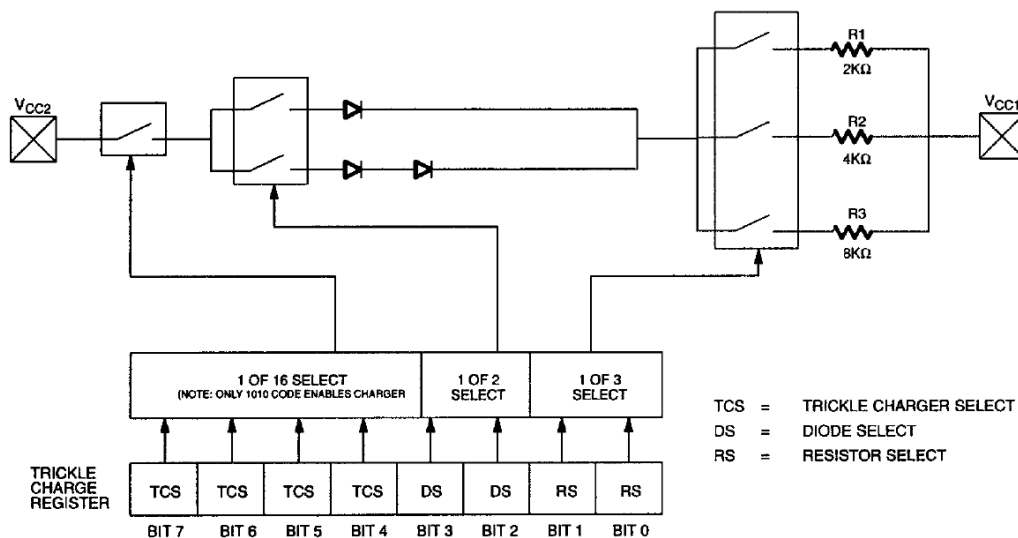 R1
2KΩ
VCC2
VCC1
R2
4KΩ
R3
8KΩ
1 OF 16 SELECT
(NOTE: ONLY 1010 CODE ENABLES CHARGER
1 OF 2
SELECT
1 OF 3
SELECT
TCS = TRICKLE CHARGER SELECT
DS = DIODE SELECT
RS = RESISTOR SELECT
TRICKLE
CHARGE
REGISTER
TCS TCS TCS TCS DS DS RS RS
BIT 7 BIT 6 BIT 5 BIT 4 BIT 3 BIT 2 BIT 1 BIT 0